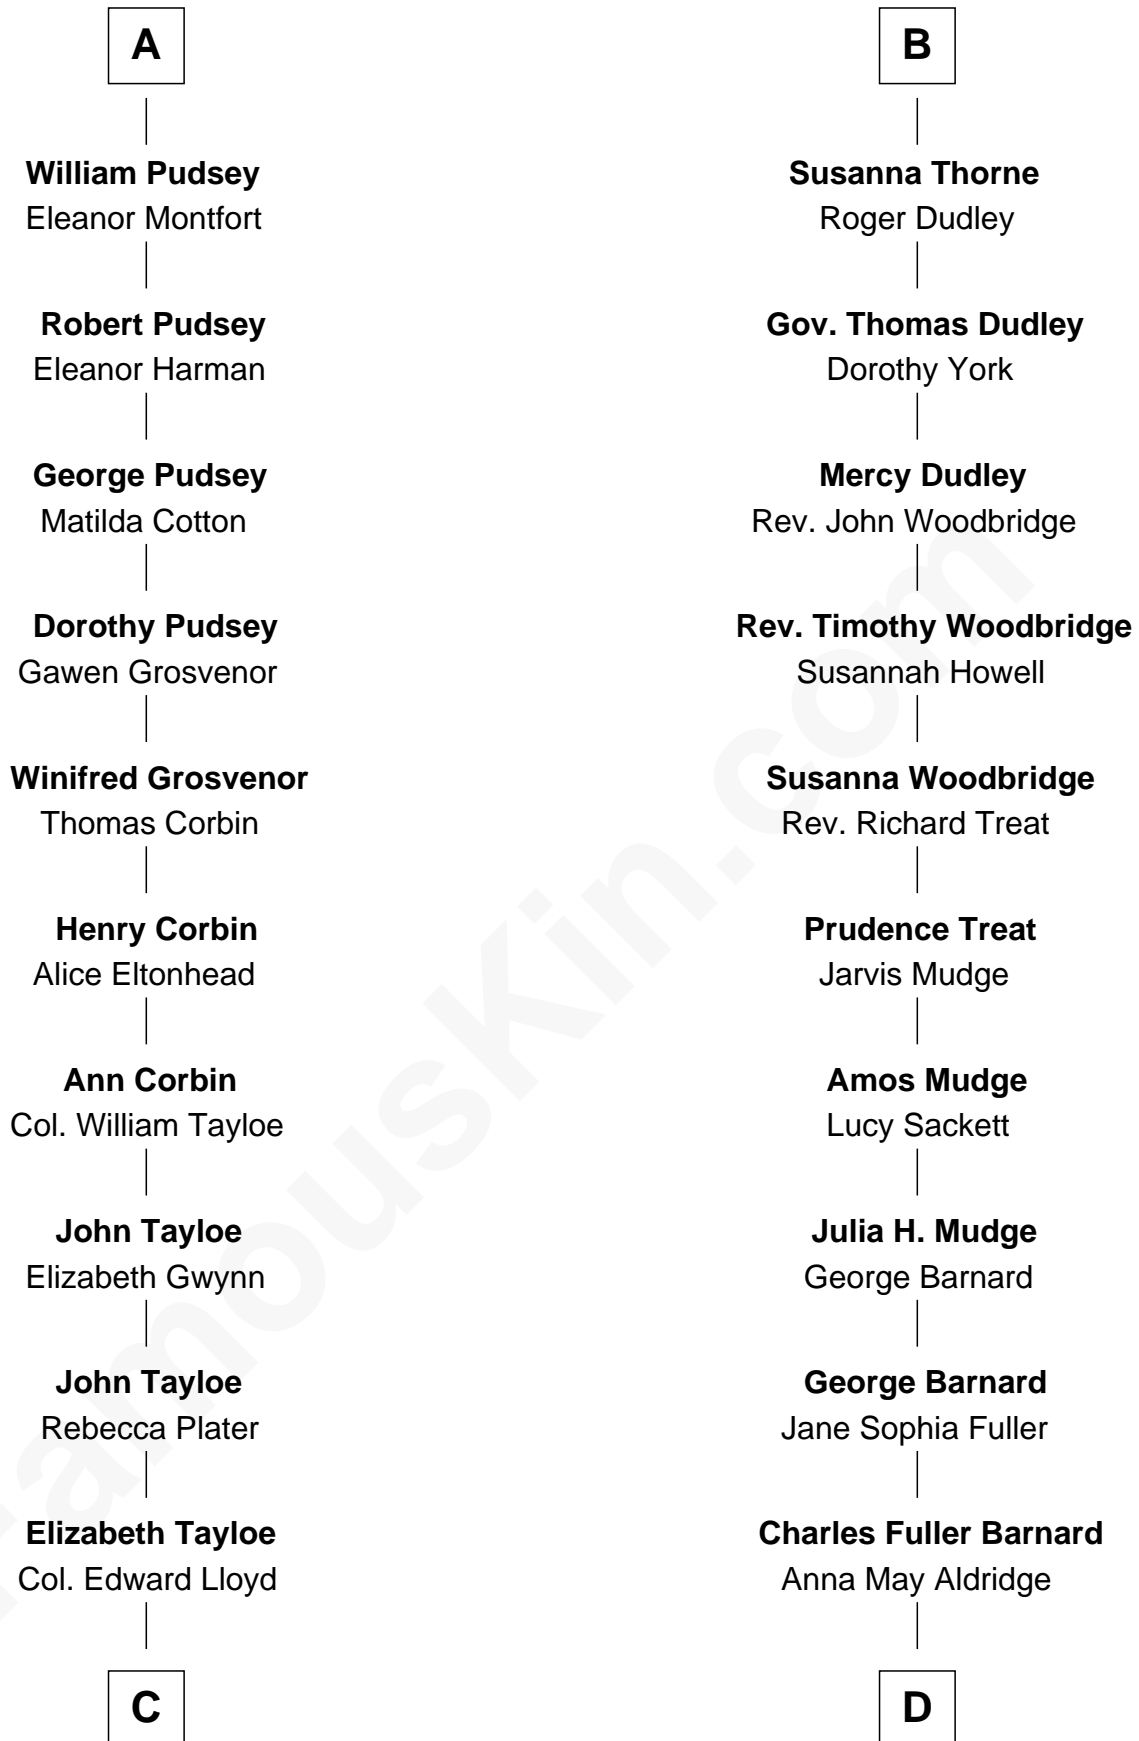 A
William Pudsey
Eleanor Montfort
Robert Pudsey
Eleanor Harman
George Pudsey
Matilda Cotton
Dorothy Pudsey
Gawen Grosvenor
Winifred Grosvenor
Thomas Corbin
Henry Corbin
Alice Eltonhead
Ann Corbin
Col. William Tayloe
John Tayloe
Elizabeth Gwynn
John Tayloe
Rebecca Plater
Elizabeth Tayloe
Col. Edward Lloyd
C
B
Susanna Thorne
Roger Dudley
Gov. Thomas Dudley
Dorothy York
Mercy Dudley
Rev. John Woodbridge
Rev. Timothy Woodbridge
Susannah Howell
Susanna Woodbridge
Rev. Richard Treat
Prudence Treat
Jarvis Mudge
Amos Mudge
Lucy Sackett
Julia H. Mudge
George Barnard
George Barnard
Jane Sophia Fuller
Charles Fuller Barnard
Anna May Aldridge
D
FamousKin.com